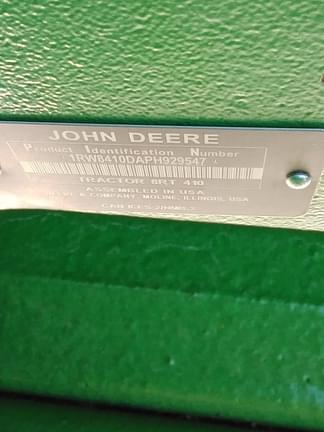 JOHN DEERE
Product Identification Number
1RW8410DAPH929547
TRACTOR 8RT 410
ASSEMBLED IN USA
DEERE & COMPANY, MOLINE, ILLINOIS, USA